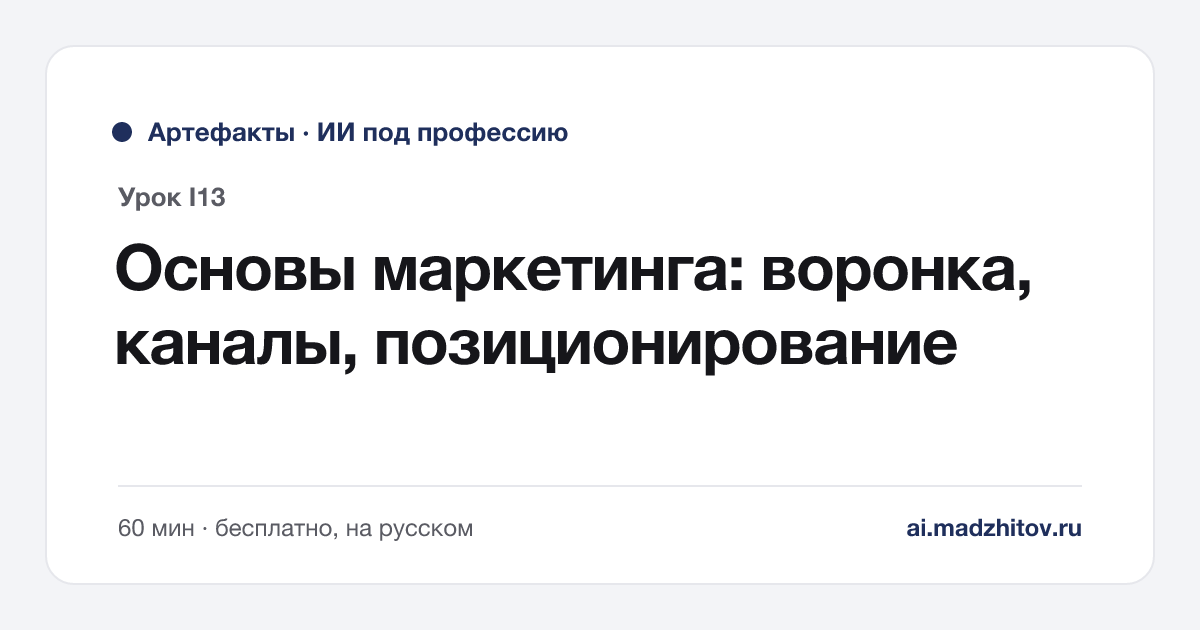 Артефакты · ИИ под профессию
Урок I13
Основы маркетинга: воронка,
каналы, позиционирование
60 мин · бесплатно, на русском
ai.madzhitov.ru